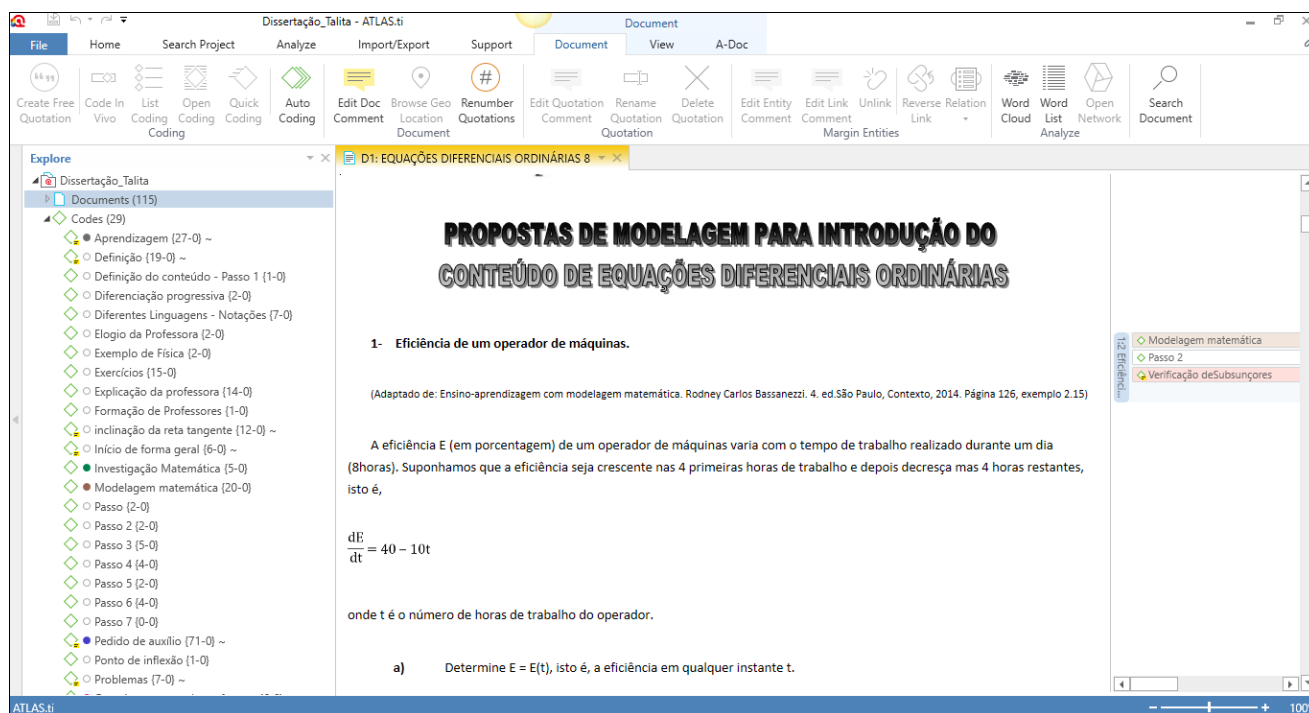 Dissertação_Talita - ATLAS.ti
Document
File
Home
Search Project
Analyze
Import/Export
Support
Document
View
A-Doc
Create Free Quotation
Code In Vivo
List Coding
Open Coding
Quick Coding
Coding
Auto Coding
Edit Doc Comment
Browse Geo Location
# Renumber Quotations
Document
Edit Quotation Comment
Rename Quotation
Delete Quotation
Quotation
Edit Entity Comment
Edit Link Comment
Unlink
Reverse Link
Relation
Margin Entities
Word Cloud
Word List
Open Network
Analyze
Search Document
Explore
Dissertação_Talita
Documents (115)
Codes (29)
Aprendizagem {27-0} ~
Definição {19-0} ~
Definição do conteúdo - Passo 1 {1-0}
Diferenciação progressiva {2-0}
Diferentes Linguagens - Notações {7-0}
Elogio da Professora {2-0}
Exemplo de Física {2-0}
Exercícios {15-0}
Explicação da professora {14-0}
Formação de Professores {1-0}
inclinação da reta tangente {12-0} ~
Início de forma geral {6-0} ~
Investigação Matemática {5-0}
Modelagem matemática {20-0}
Passo {2-0}
Passo 2 {2-0}
Passo 3 {5-0}
Passo 4 {4-0}
Passo 5 {2-0}
Passo 6 {4-0}
Passo 7 {0-0}
Pedido de auxílio {71-0} ~
Ponto de inflexão {1-0}
Problemas {7-0} ~
D1: EQUAÇÕES DIFERENCIAIS ORDINÁRIAS 8
PROPOSTAS DE MODELAGEM PARA INTRODUÇÃO DO
CONTEÚDO DE EQUAÇÕES DIFERENCIAIS ORDINÁRIAS
1- Eficiência de um operador de máquinas.
(Adaptado de: Ensino-aprendizagem com modelagem matemática. Rodney Carlos Bassanezzi. 4. ed.São Paulo, Contexto, 2014. Página 126, exemplo 2.15)
A eficiência E (em porcentagem) de um operador de máquinas varia com o tempo de trabalho realizado durante um dia
(8horas). Suponhamos que a eficiência seja crescente nas 4 primeiras horas de trabalho e depois decresça mas 4 horas restantes,
isto é,
dE/dt = 40 – 10t
onde t é o número de horas de trabalho do operador.
a) Determine E = E(t), isto é, a eficiência em qualquer instante t.
1:2 Eficiênci...
Modelagem matemática
Passo 2
Verificação deSubsunçores
ATLAS.ti